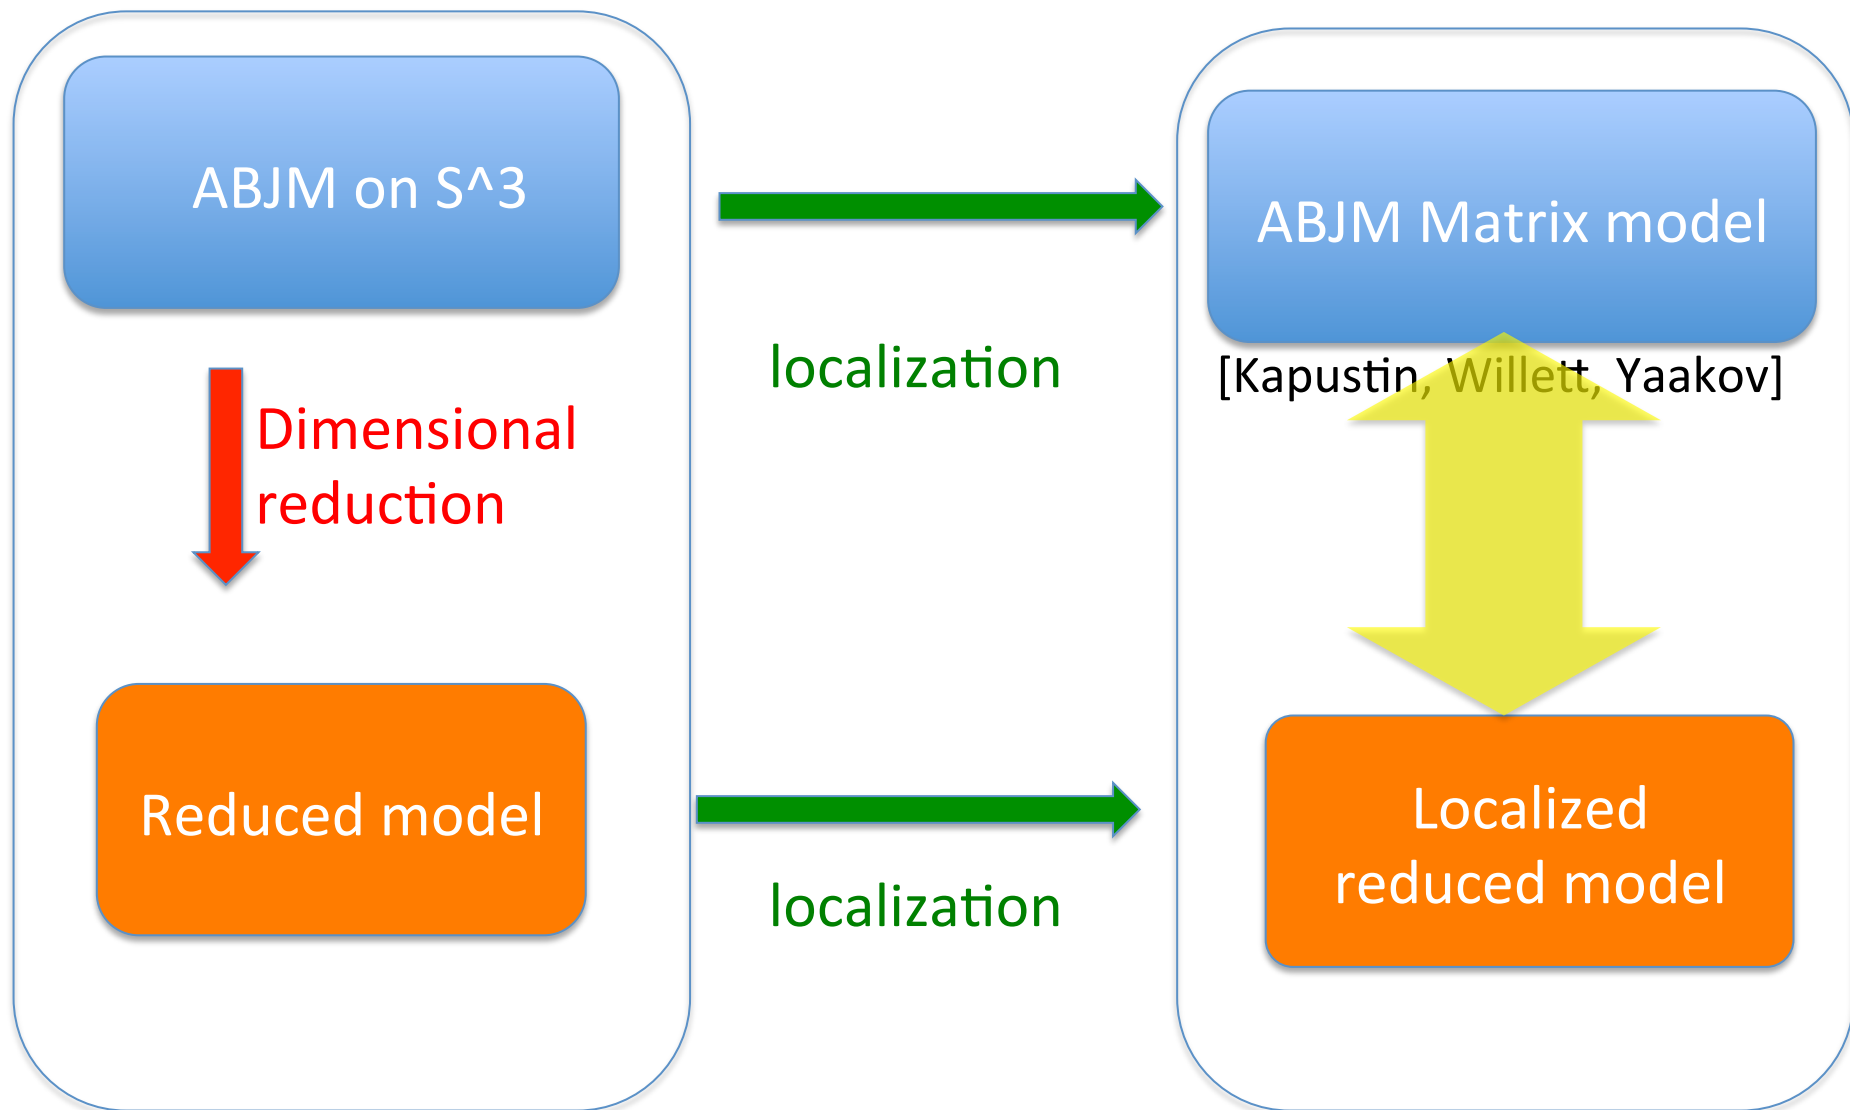 ABJM on S^3
ABJM Matrix model
localization
[Kapustin, Willett, Yaakov]
Dimensional
reduction
Reduced model
Localized
reduced model
localization